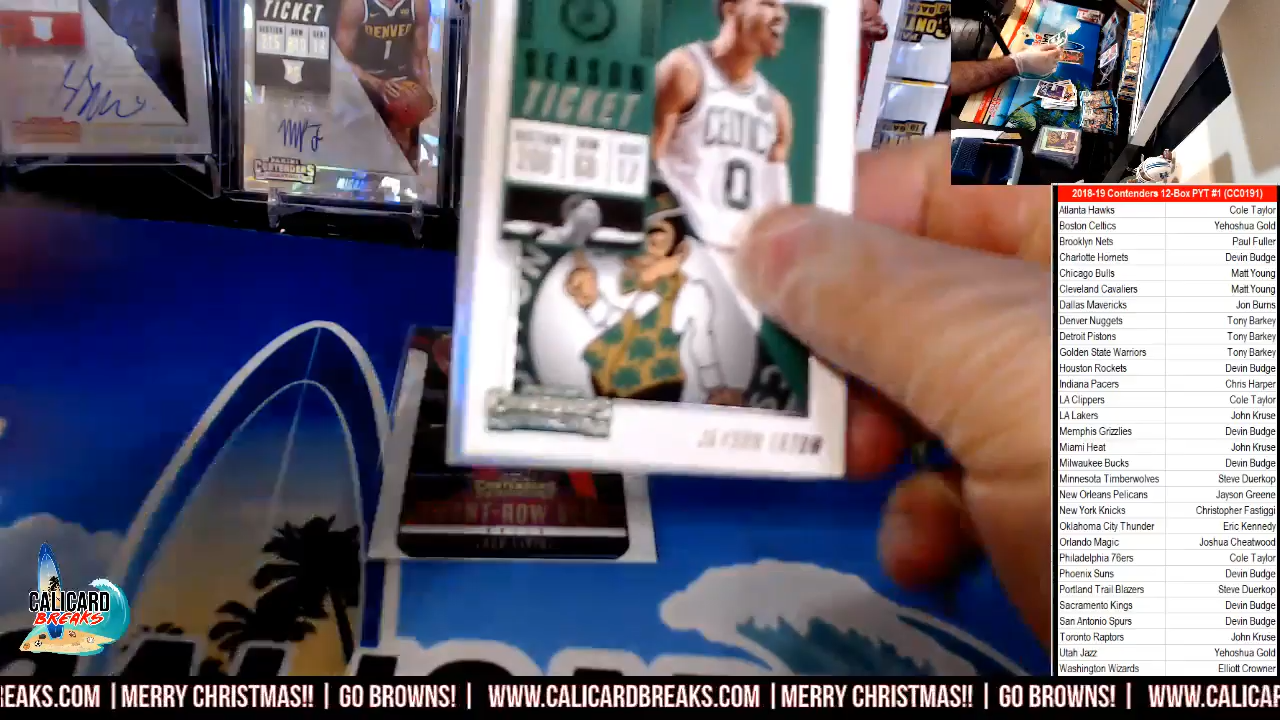 TICKET
DENVER
1
CONTENDERS
SEASON
TICKET
CELTICS
0
JAYSON TATUM
CONTENDERS
CALICARD
BREAKS
2018-19 Contenders 12-Box PYT #1 (CC0191)
Atlanta Hawks Cole Taylor
Boston Celtics Yehoshua Gold
Brooklyn Nets Paul Fuller
Charlotte Hornets Devin Budge
Chicago Bulls Matt Young
Cleveland Cavaliers Matt Young
Dallas Mavericks Jon Burns
Denver Nuggets Tony Barkey
Detroit Pistons Tony Barkey
Golden State Warriors Tony Barkey
Houston Rockets Devin Budge
Indiana Pacers Chris Harper
LA Clippers Cole Taylor
LA Lakers John Kruse
Memphis Grizzlies Devin Budge
Miami Heat John Kruse
Milwaukee Bucks Devin Budge
Minnesota Timberwolves Steve Duerkop
New Orleans Pelicans Jayson Greene
New York Knicks Christopher Fastiggi
Oklahoma City Thunder Eric Kennedy
Orlando Magic Joshua Cheatwood
Philadelphia 76ers Cole Taylor
Phoenix Suns Devin Budge
Portland Trail Blazers Steve Duerkop
Sacramento Kings Devin Budge
San Antonio Spurs Devin Budge
Toronto Raptors John Kruse
Utah Jazz Yehoshua Gold
Washington Wizards Elliott Crowner
EAKS.COM | MERRY CHRISTMAS!! | GO BROWNS! | WWW.CALICARDBREAKS.COM | MERRY CHRISTMAS!! | GO BROWNS! | WWW.CALICAR